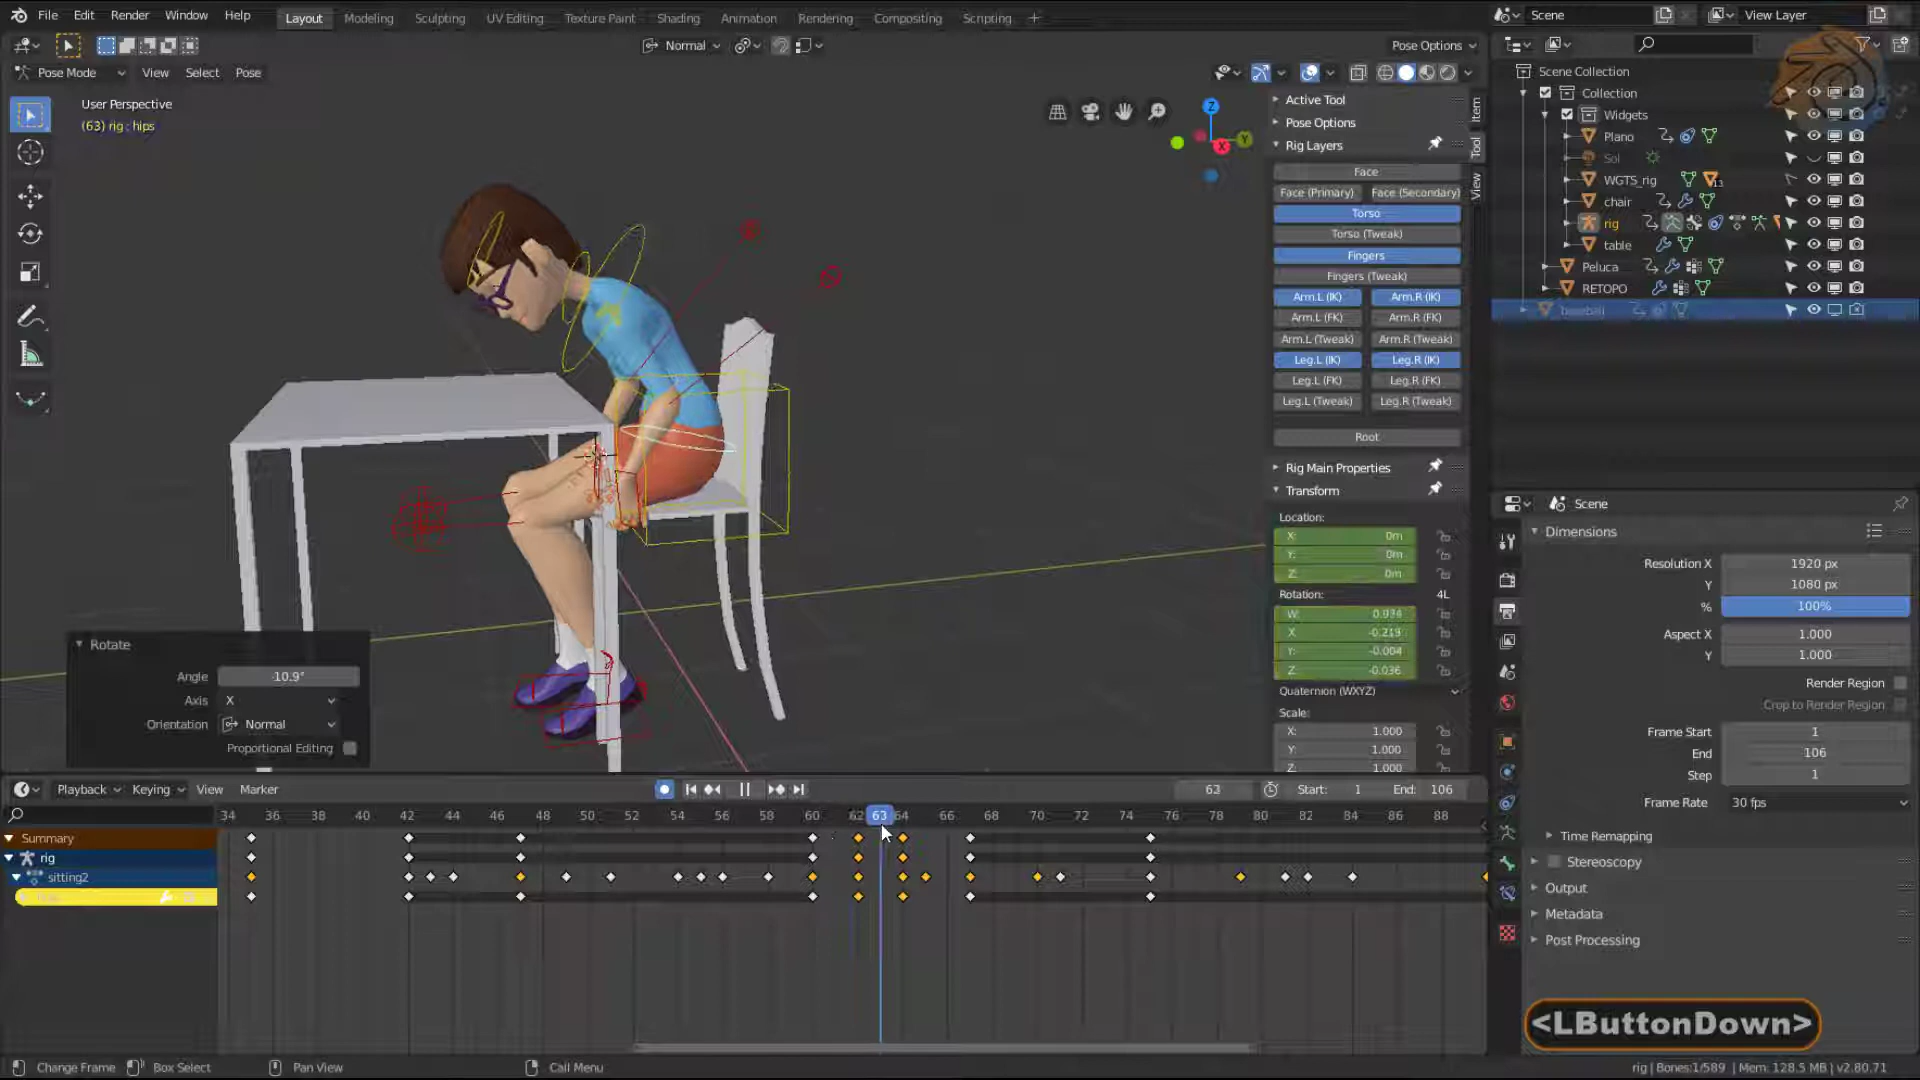 File Edit Render Window Help Layout Modeling Sculpting UV Editing Texture Paint Shading Animation Rendering Compositing Scripting + Scene View Layer
Normal Pose Options
Pose Mode View Select Pose
User Perspective
(63) rig : hips
Z
Y
X
Active Tool
Pose Options
Rig Layers
Face
Face (Primary) Face (Secondary)
Torso
Torso (Tweak)
Fingers
Fingers (Tweak)
Arm.L (IK) Arm.R (IK)
Arm.L (FK) Arm.R (FK)
Arm.L (Tweak) Arm.R (Tweak)
Leg.L (IK) Leg.R (IK)
Leg.L (FK) Leg.R (FK)
Leg.L (Tweak) Leg.R (Tweak)
Root
Rig Main Properties
Transform
Location:
X: 0m
Y: 0m
Z: 0m
Rotation: 4L
W: 0.934
X: -0.219
Y: -0.004
Z: -0.036
Quaternion (WXYZ)
Scale:
X: 1.000
Y: 1.000
Z: 1.000
Item
Tool
View
Scene Collection
Collection
Widgets
Plano
Sol
WGTS_rig 13
chair
rig
table
Peluca
RETOPO
baseball
Scene
Dimensions
Resolution X 1920 px
Y 1080 px
% 100%
Aspect X 1.000
Y 1.000
Render Region
Crop to Render Region
Frame Start 1
End 106
Step 1
Frame Rate 30 fps
Time Remapping
Stereoscopy
Output
Metadata
Post Processing
Rotate
Angle -10.9°
Axis X
Orientation Normal
Proportional Editing
Playback Keying View Marker 63 Start: 1 End: 106
34 36 38 40 42 44 46 48 50 52 54 56 58 60 62 63 64 66 68 70 72 74 76 78 80 82 84 86 88
Summary
rig
sitting2
<LButtonDown>
Change Frame Box Select Pan View Call Menu rig | Bones:1/589 | Mem: 128.5 MB | v2.80.71